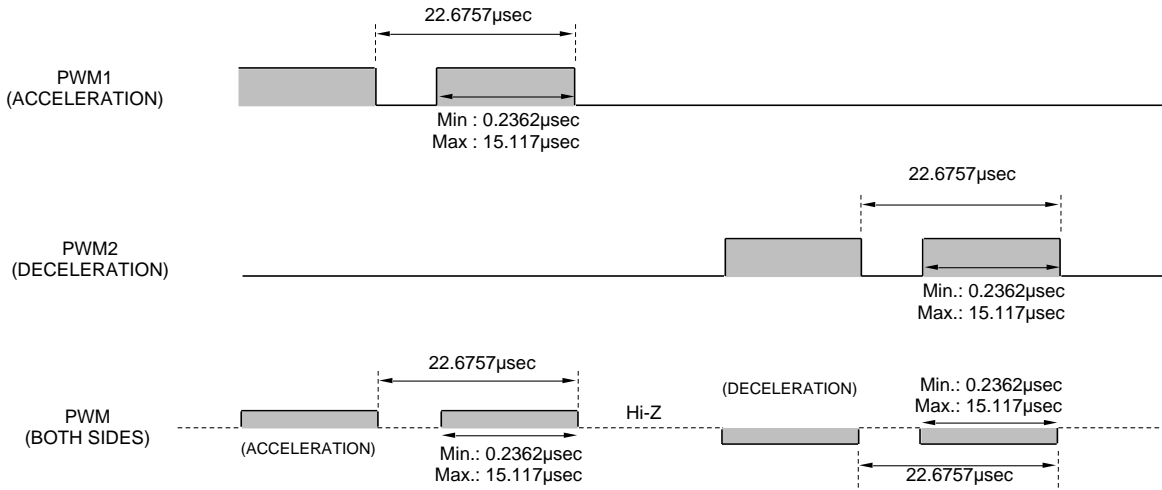 22.6757µsec
PWM1
(ACCELERATION)
Min : 0.2362µsec
Max : 15.117µsec
22.6757µsec
PWM2
(DECELERATION)
Min.: 0.2362µsec
Max.: 15.117µsec
22.6757µsec
(DECELERATION)
Min.: 0.2362µsec
Max.: 15.117µsec
PWM
(BOTH SIDES)
Hi-Z
(ACCELERATION)
Min.: 0.2362µsec
Max.: 15.117µsec
22.6757µsec